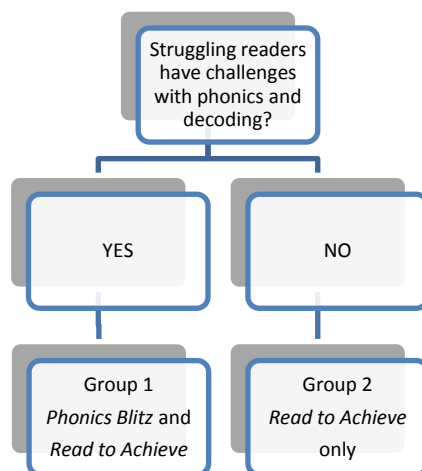 Struggling readers
have challenges
with phonics and
decoding?
YES
NO
Group 1
Phonics Blitz and
Read to Achieve
Group 2
Read to Achieve
only